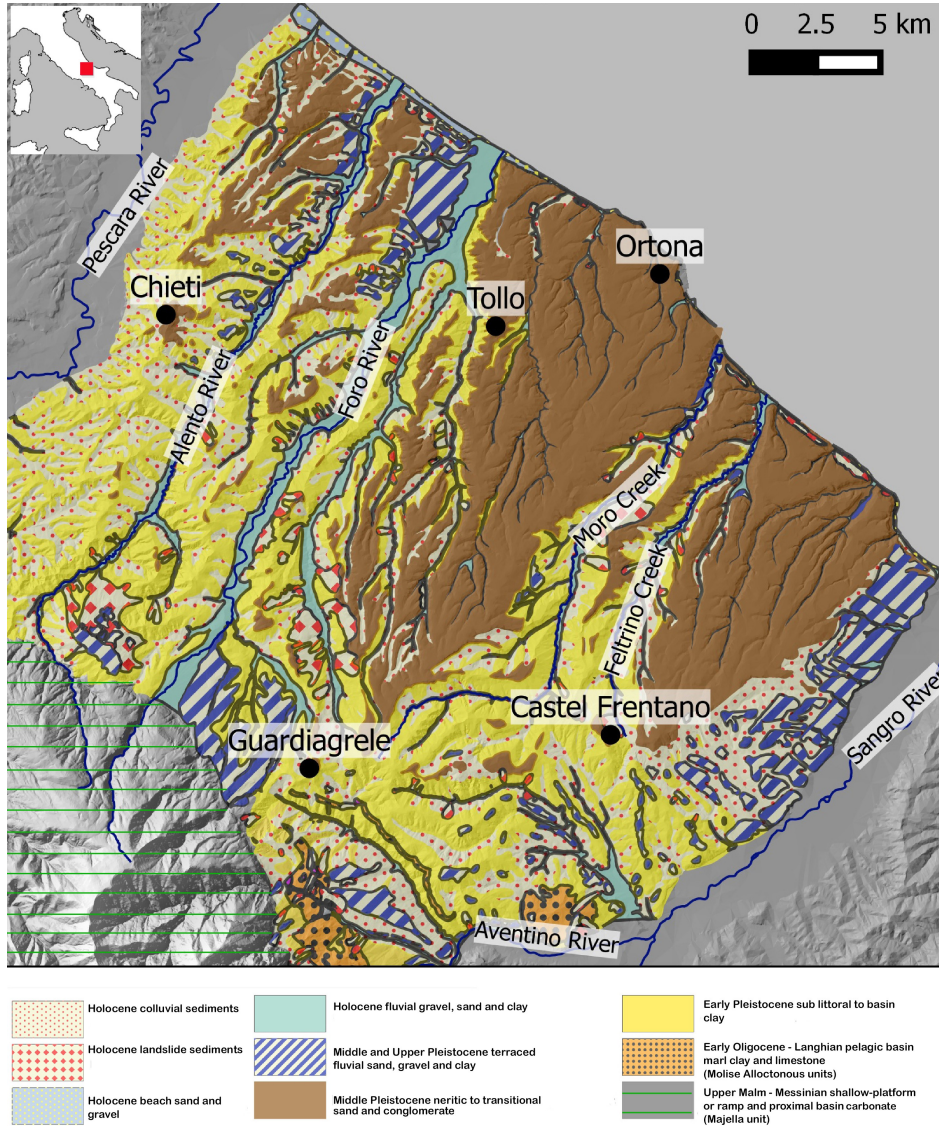 0 2.5 5 km
Pescara River
Ortona
Chieti
Tollo
Alento River
Foro River
Moro Creek
Feltrino Creek
Castel Frentano
Sangro River
Guardiagrele
Aventino River
Holocene colluvial sediments
Holocene landslide sediments
Holocene beach sand and
gravel
Holocene fluvial gravel, sand and clay
Middle and Upper Pleistocene terraced
fluvial sand, gravel and clay
Middle Pleistocene neritic to transitional
sand and conglomerate
Early Pleistocene sub littoral to basin
clay
Early Oligocene - Langhian pelagic basin
marl clay and limestone
(Molise Alloctonous units)
Upper Malm - Messinian shallow-platform
or ramp and proximal basin carbonate
(Majella unit)